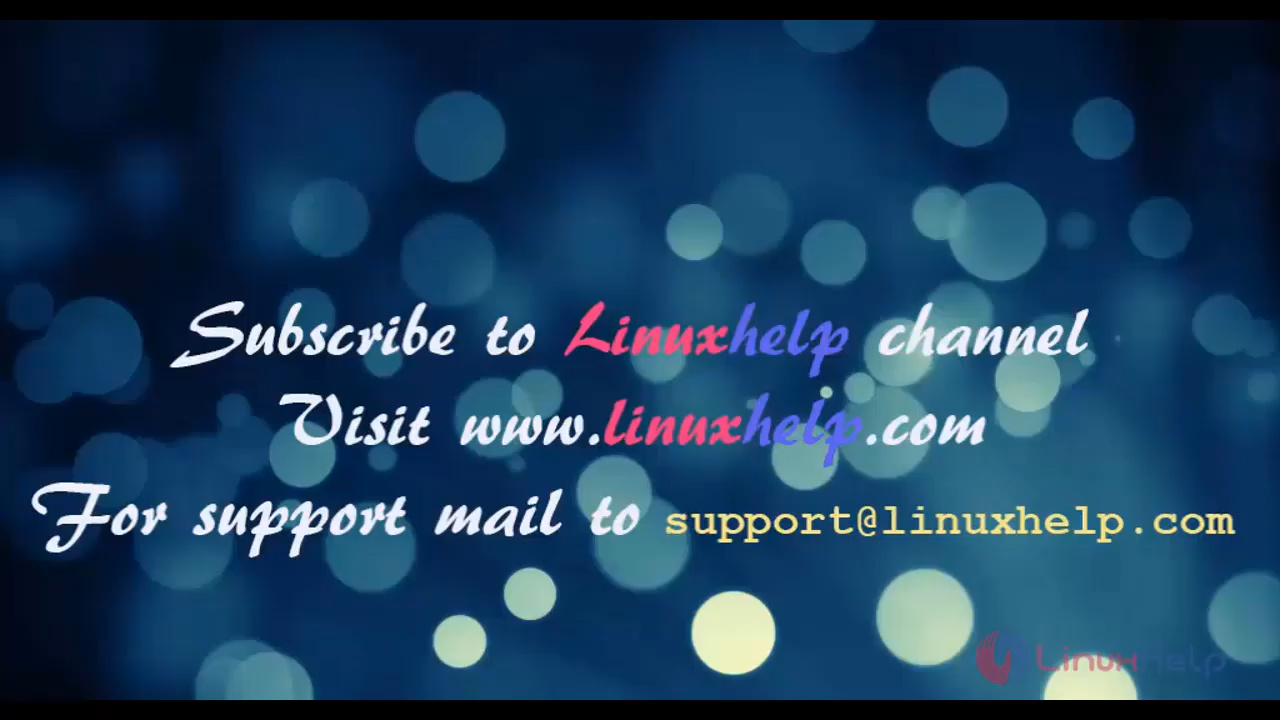 Subscribe to Linuxhelp channel
Visit www.linuxhelp.com
For support mail to support@linuxhelp.com
Linuxhelp